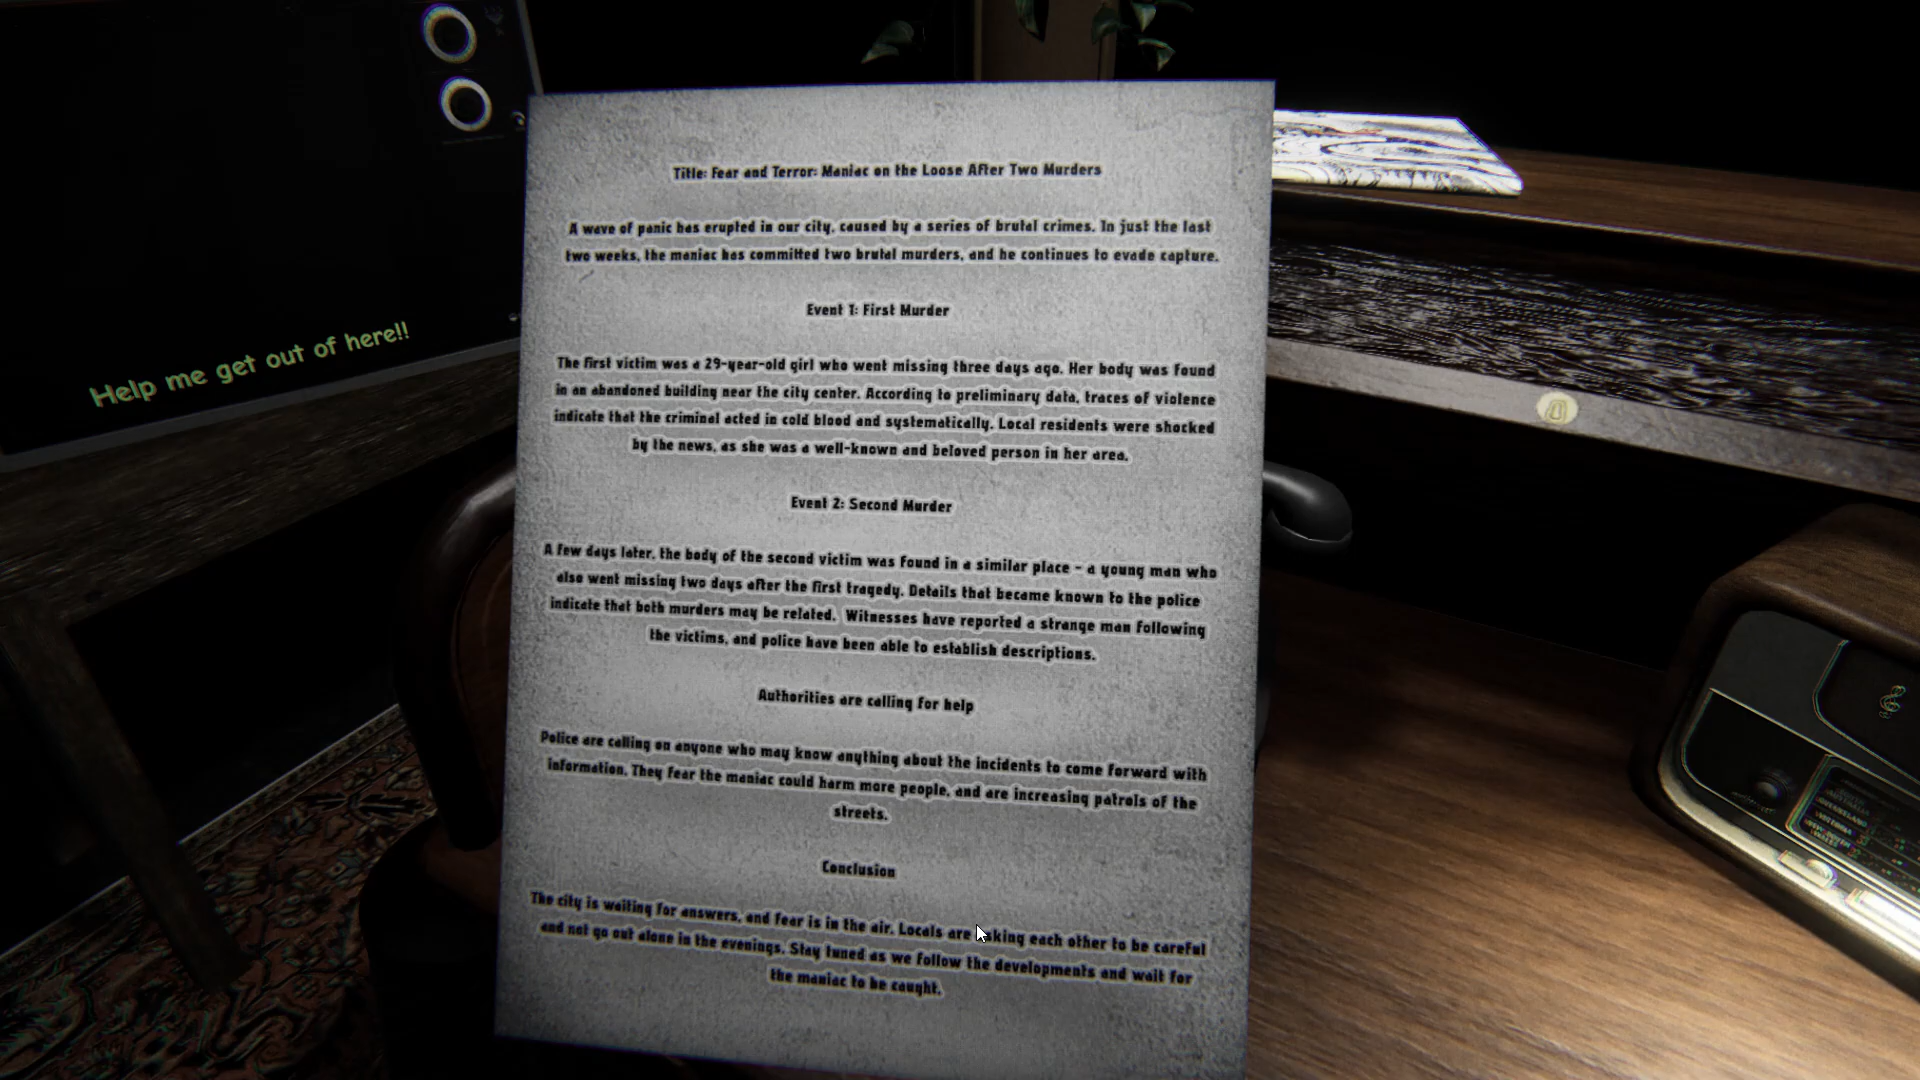 Help me get out of here!!
Title: Fear and Terror: Maniac on the Loose After Two Murders
A wave of panic has erupted in our city, caused by a series of brutal crimes. In just the last
two weeks, the maniac has committed two brutal murders, and he continues to evade capture.
Event 1: First Murder
The first victim was a 29-year-old girl who went missing three days ago. Her body was found
in an abandoned building near the city center. According to preliminary data, traces of violence
indicate that the criminal acted in cold blood and systematically. Local residents were shocked
by the news, as she was a well-known and beloved person in her area.
Event 2: Second Murder
A few days later, the body of the second victim was found in a similar place - a young man who
also went missing two days after the first tragedy. Details that became known to the police
indicate that both murders may be related. Witnesses have reported a strange man following
the victims, and police have been able to establish descriptions.
Authorities are calling for help
Police are calling on anyone who may know anything about the incidents to come forward with
information. They fear the maniac could harm more people, and are increasing patrols of the
streets.
Conclusion
The city is waiting for answers, and fear is in the air. Locals are asking each other to be careful
and not go out alone in the evenings. Stay tuned as we follow the developments and wait for
the maniac to be caught.